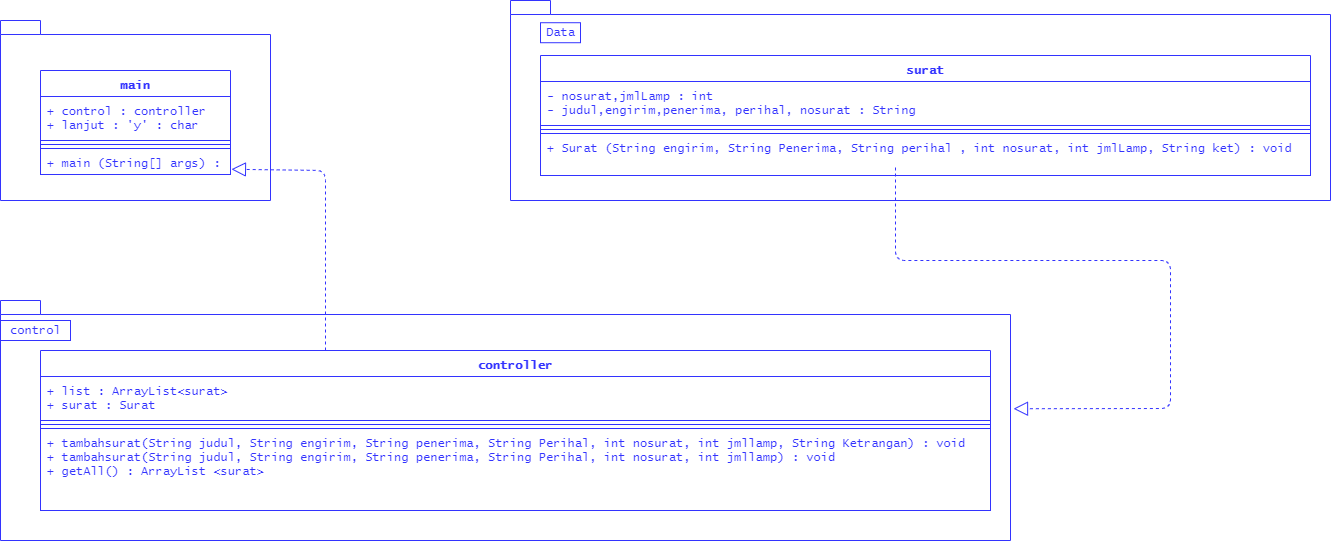 main
+ control : controller
+ lanjut : 'y' : char
+ main (String[] args) :
Data
surat
- nosurat,jmlLamp : int
- judul,engirim,penerima, perihal, nosurat : String
+ Surat (String engirim, String Penerima, String perihal , int nosurat, int jmlLamp, String ket) : void
control
controller
+ list : ArrayList<surat>
+ surat : Surat
+ tambahsurat(String judul, String engirim, String penerima, String Perihal, int nosurat, int jmllamp, String Ketrangan) : void
+ tambahsurat(String judul, String engirim, String penerima, String Perihal, int nosurat, int jmllamp) : void
+ getAll() : ArrayList <surat>